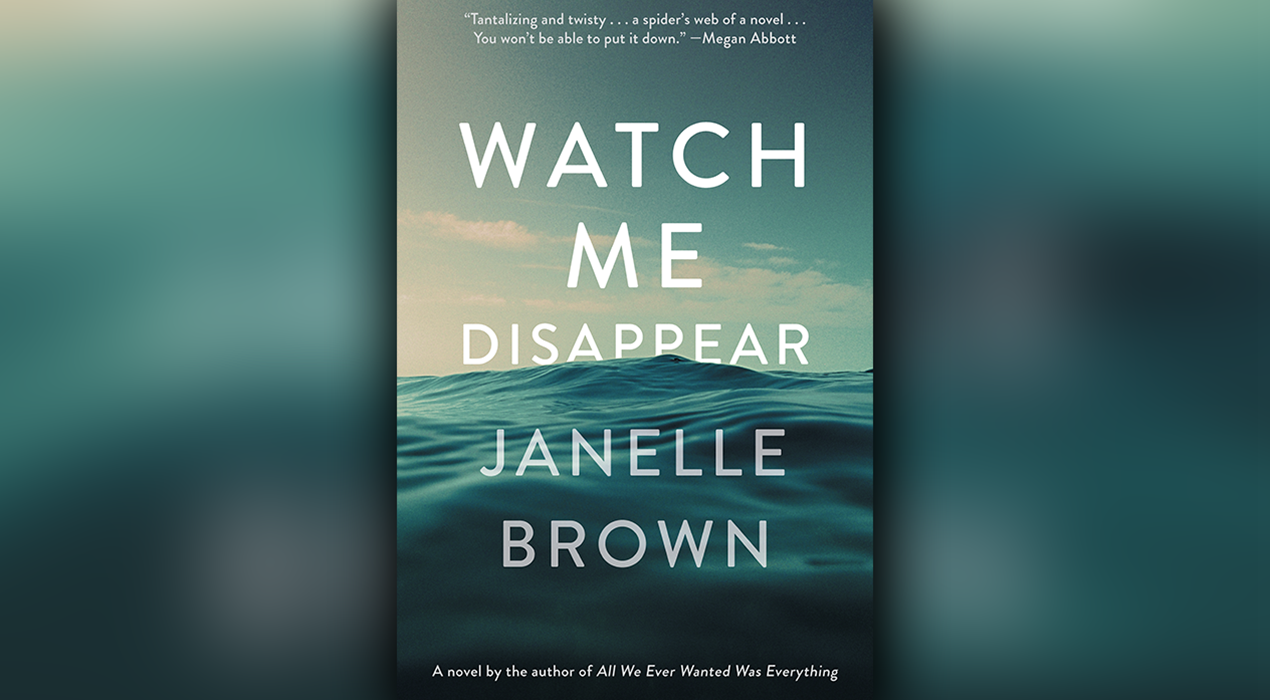 “Tantalizing and twisty . . . a spider’s web of a novel . . .
You won’t be able to put it down.” —Megan Abbott
WATCH
ME
DISAPPEAR
JANELLE
BROWN
A novel by the author of All We Ever Wanted Was Everything